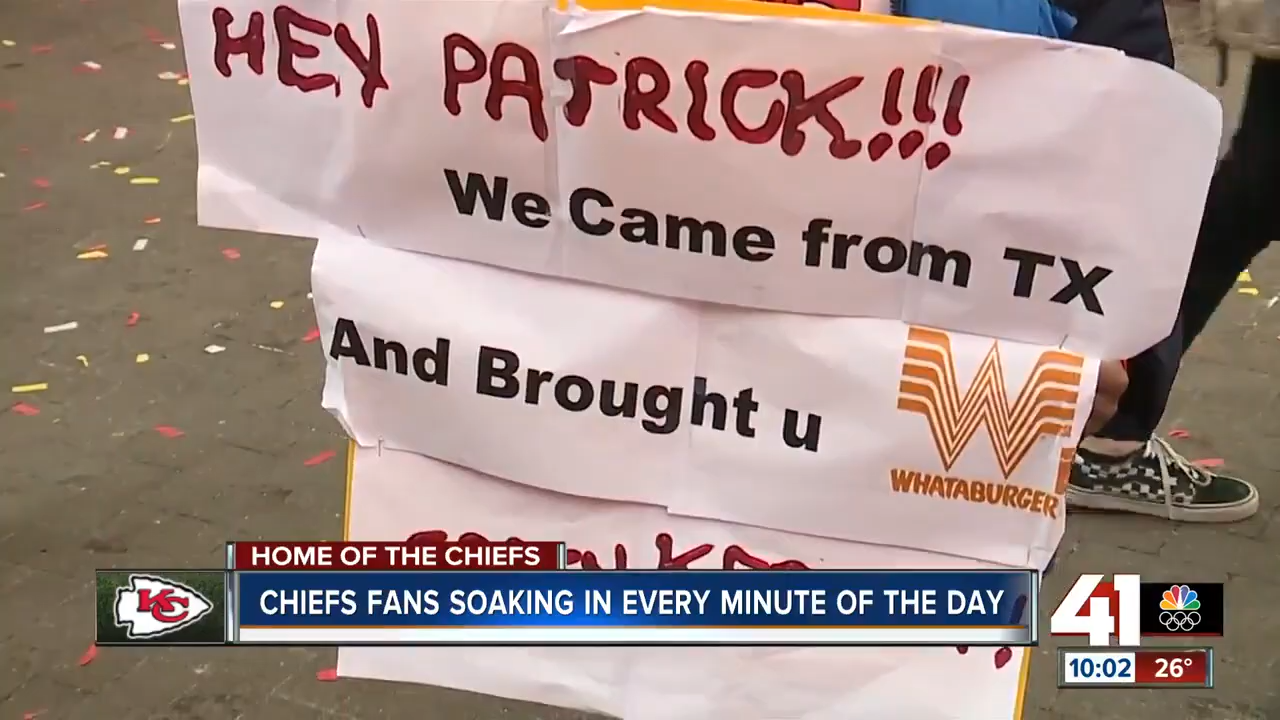 HEY PATRICK!!!
We Came from TX
And Brought u
WHATABURGER
HOME OF THE CHIEFS
KC
CHIEFS FANS SOAKING IN EVERY MINUTE OF THE DAY
41
10:02 26°